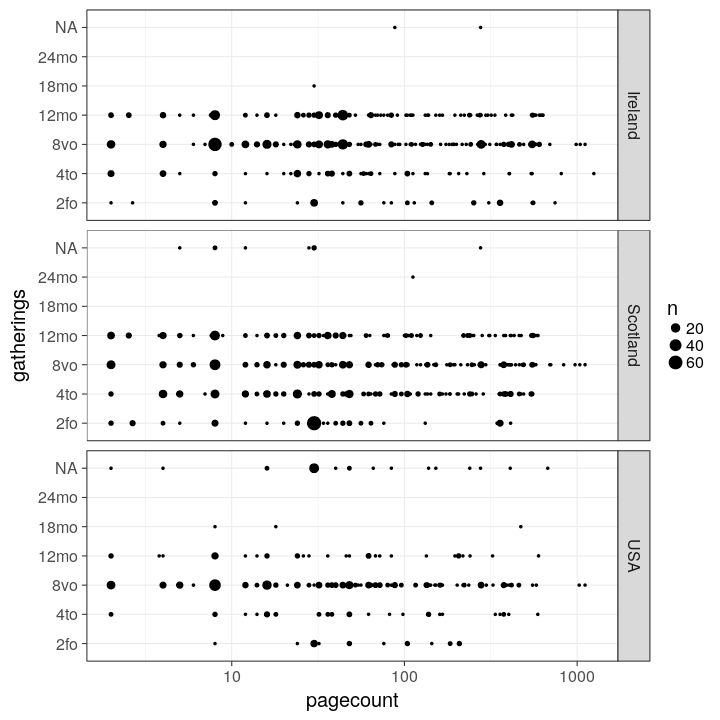 NA
24mo
18mo
12mo
8vo
4to
2fo
Ireland
NA
24mo
18mo
12mo
8vo
4to
2fo
Scotland
NA
24mo
18mo
12mo
8vo
4to
2fo
USA
gatherings
10
100
1000
pagecount
n
20
40
60